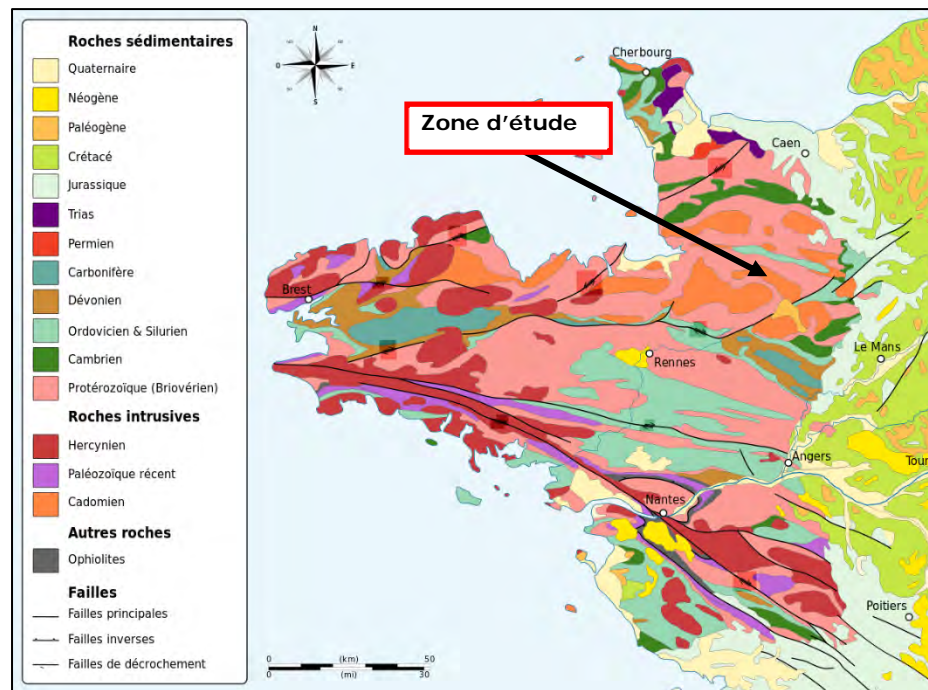 Roches sédimentaires
Quaternaire
Néogène
Paléogène
Crétacé
Jurassique
Trias
Permien
Carbonifère
Dévonien
Ordovicien & Silurien
Cambrien
Protérozoïque (Briovérien)
Roches intrusives
Hercynien
Paléozoïque récent
Cadomien
Autres roches
Ophiolites
Failles
Failles principales
Failles inverses
Failles de décrochement
N
O
E
S
Cherbourg
Zone d'étude
Caen
Brest
Rennes
Le Mans
Angers
Tour
Nantes
Poitiers
0 (km) 50
0 (mi) 30